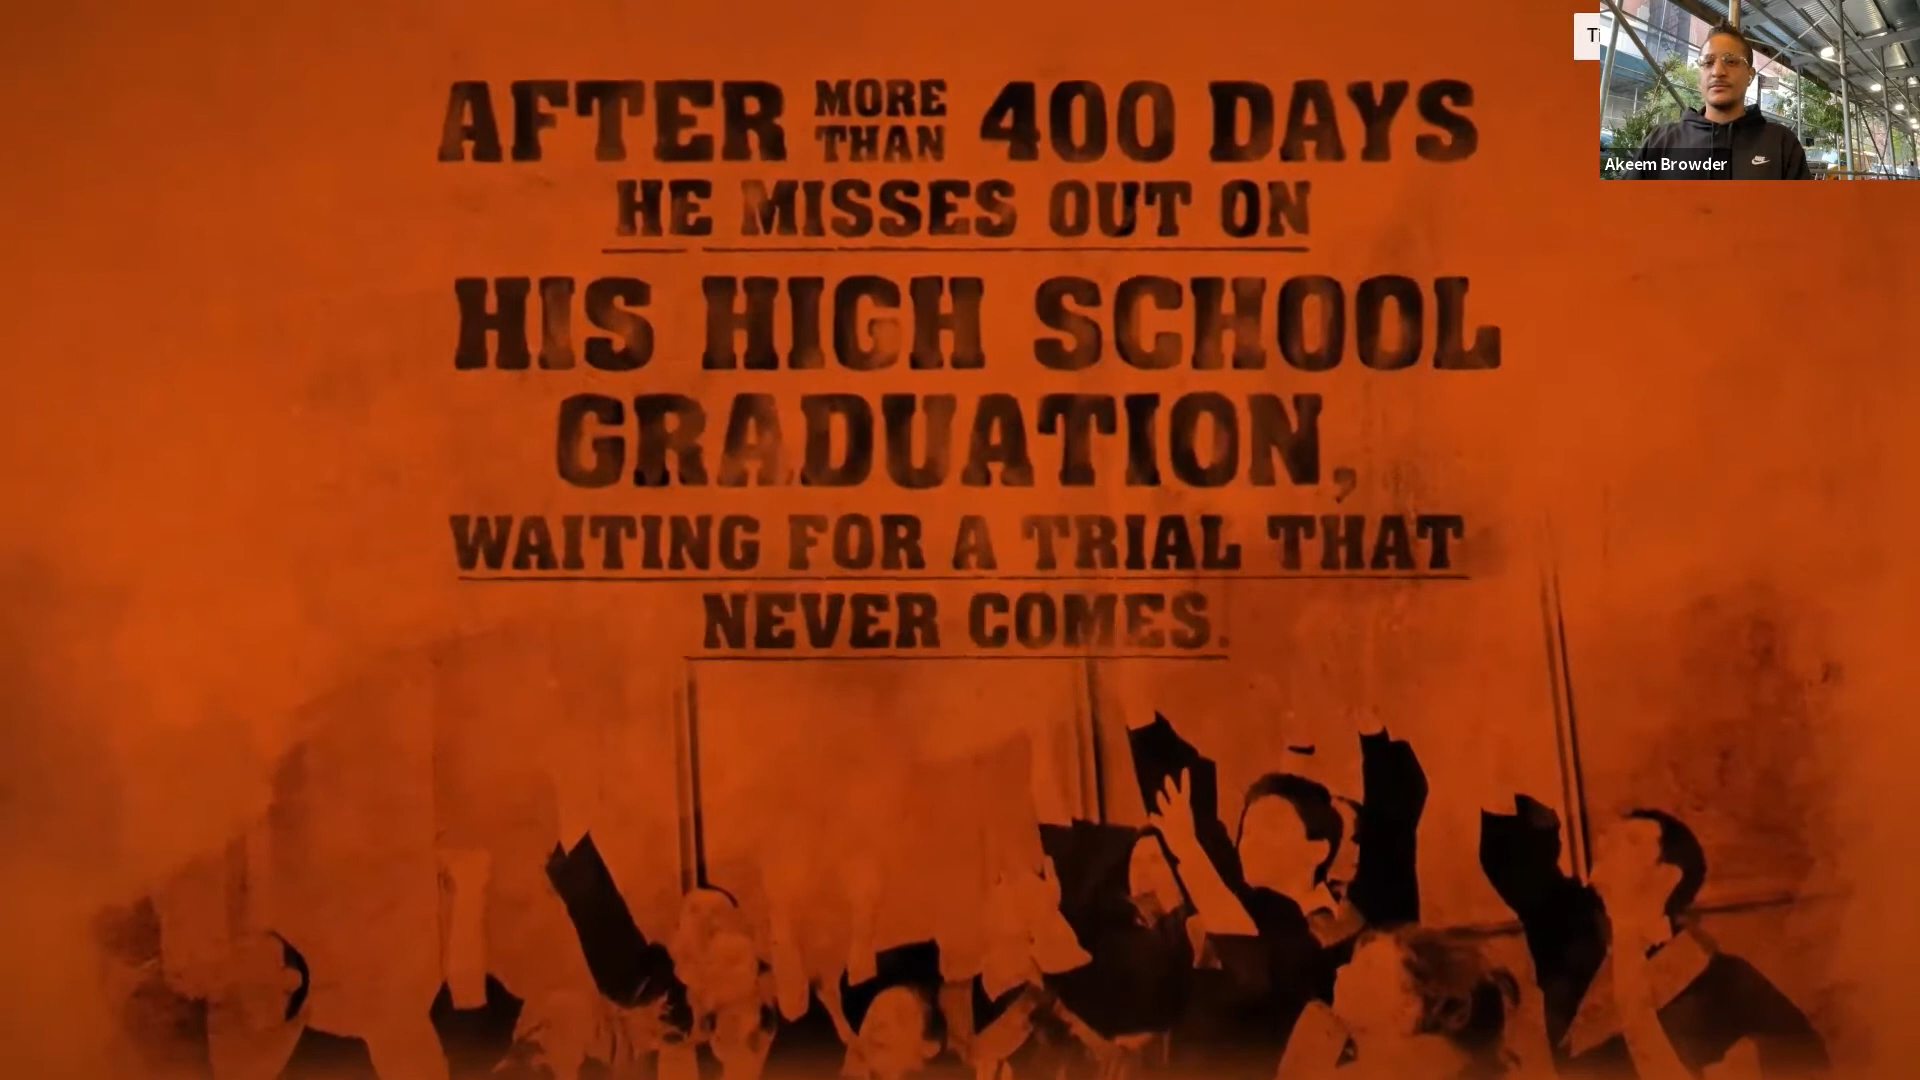 AFTER MORE THAN 400 DAYS
HE MISSES OUT ON
HIS HIGH SCHOOL
GRADUATION,
WAITING FOR A TRIAL THAT
NEVER COMES.
Ti
Akeem Browder